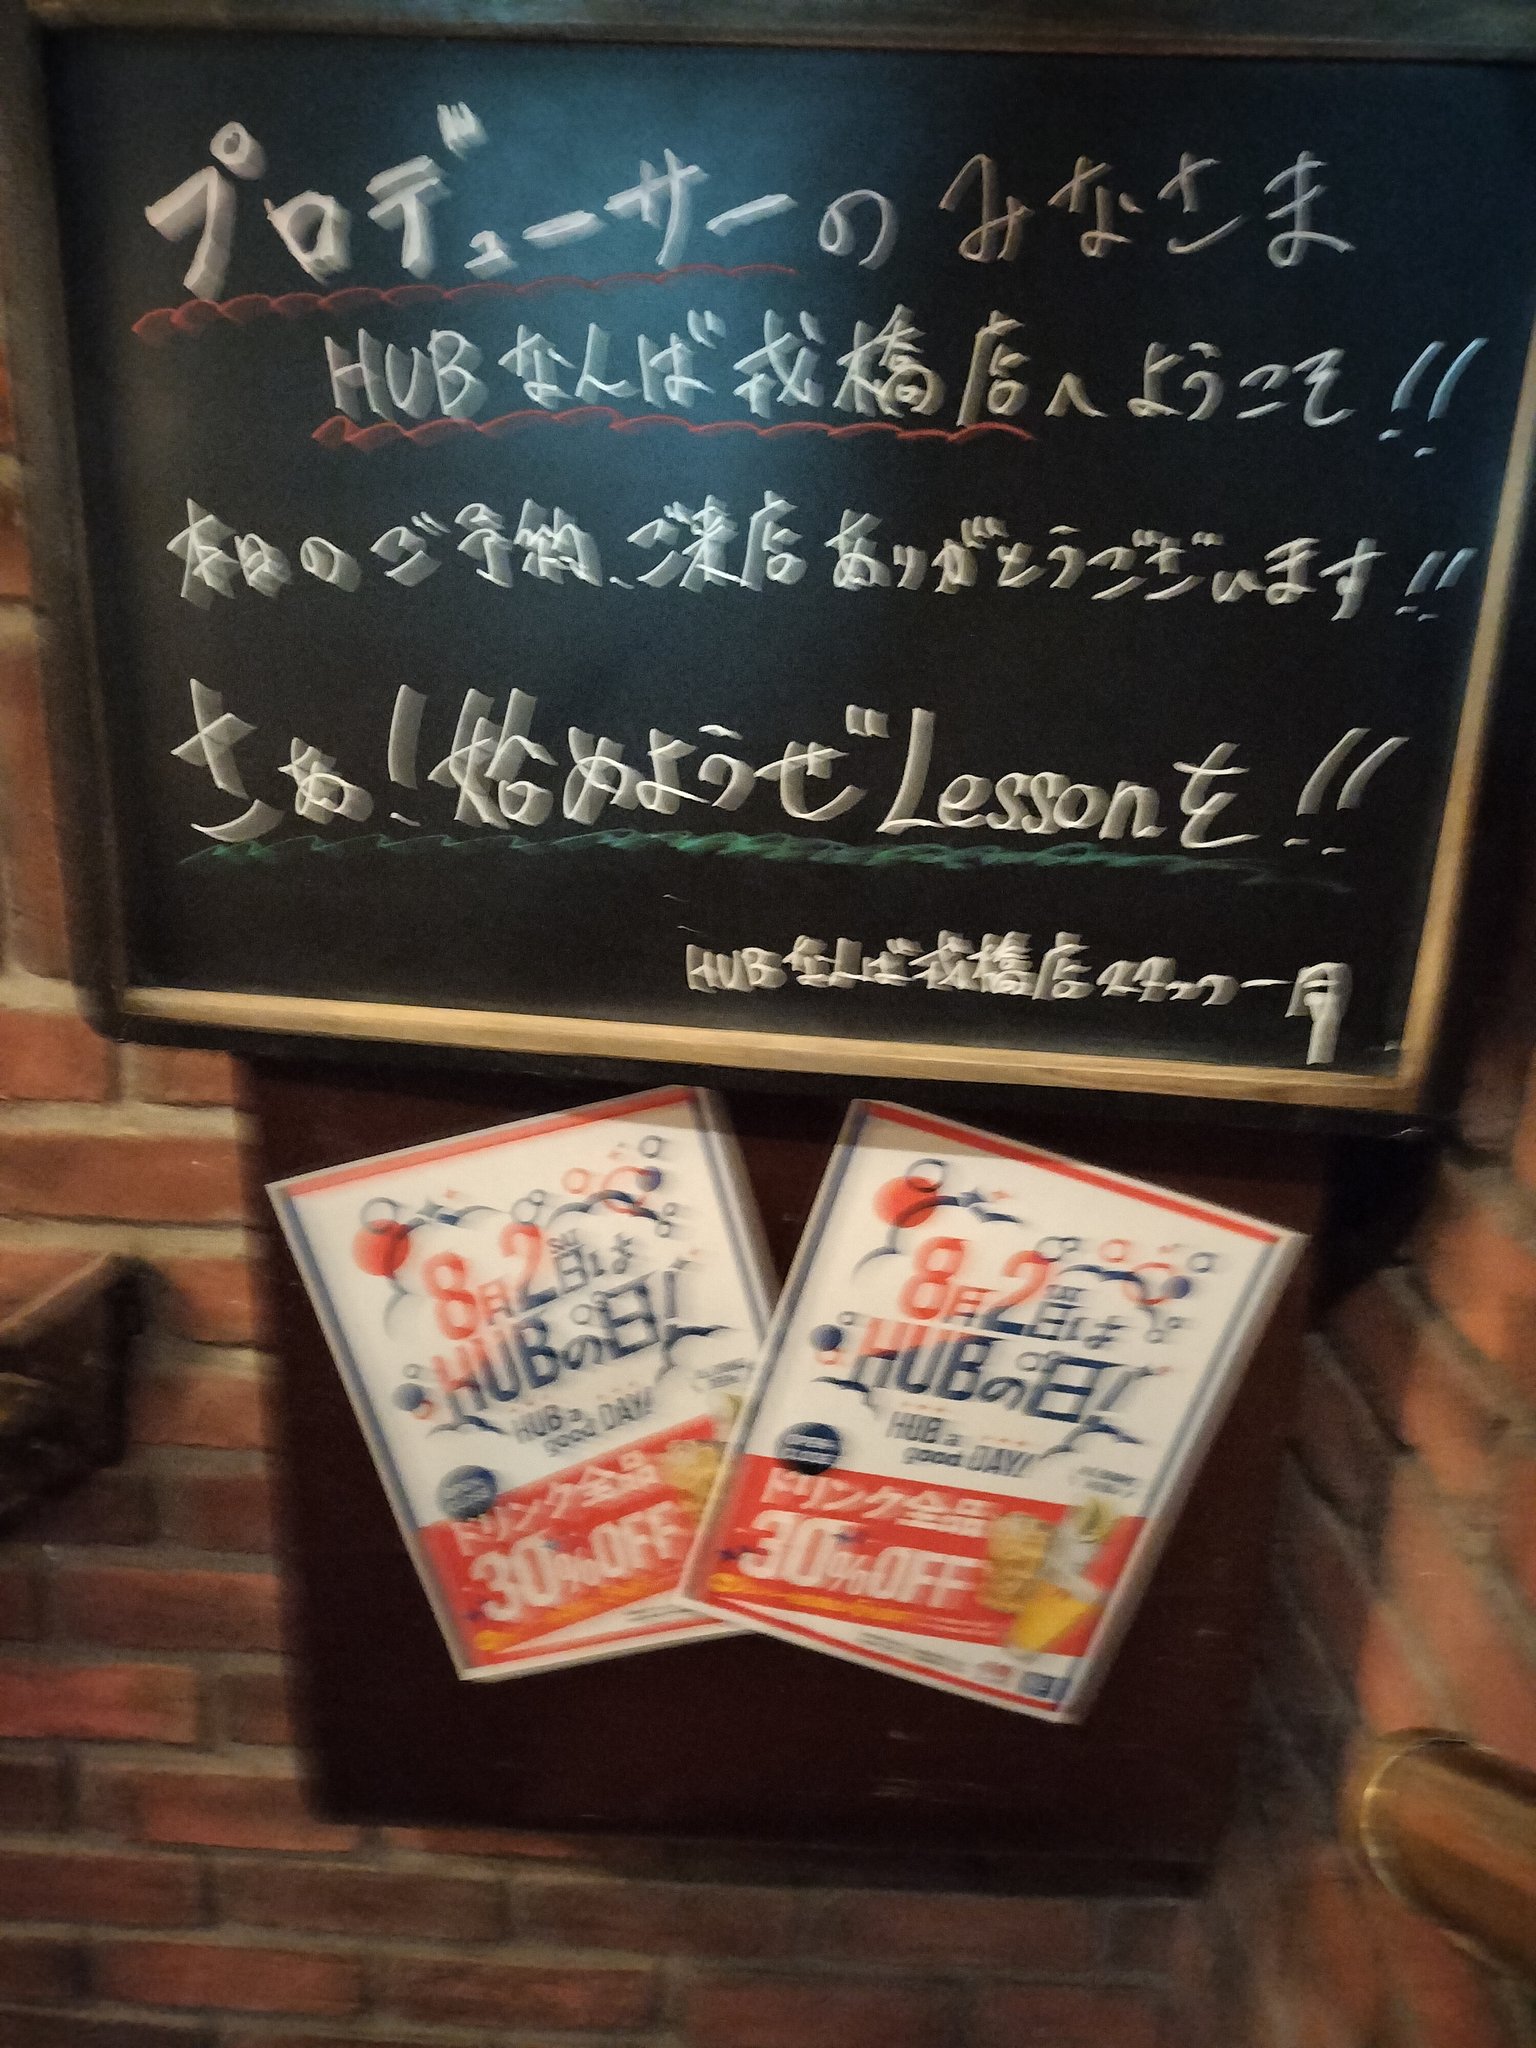 プロデューサーのみなさま
HUBなんば戎橋店へようこそ!!
本日のご予約、ご来店ありがとうございます!!
さぁ!始めようぜLessonを!!
HUBなんば戎橋店スタッフ一同
8月2日は
HUBの日!
HUB a
good DAY!
ドリンク全品
30%OFF
8月2日は
HUBの日!
HUB a
good DAY!
ドリンク全品
30%OFF